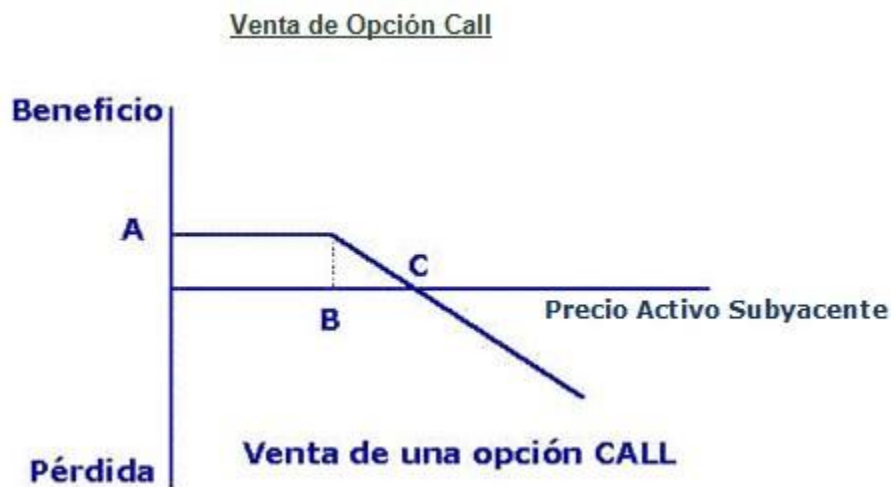 Venta de Opción Call
Beneficio
A
C
B
Precio Activo Subyacente
Venta de una opción CALL
Pérdida